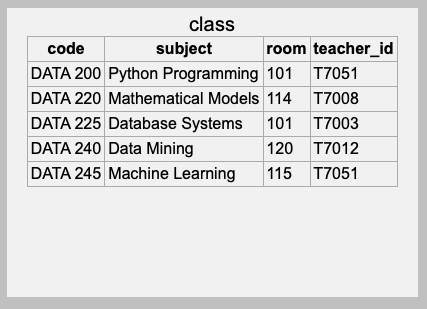 class
code subject room teacher_id
DATA 200 Python Programming 101 T7051
DATA 220 Mathematical Models 114 T7008
DATA 225 Database Systems 101 T7003
DATA 240 Data Mining 120 T7012
DATA 245 Machine Learning 115 T7051